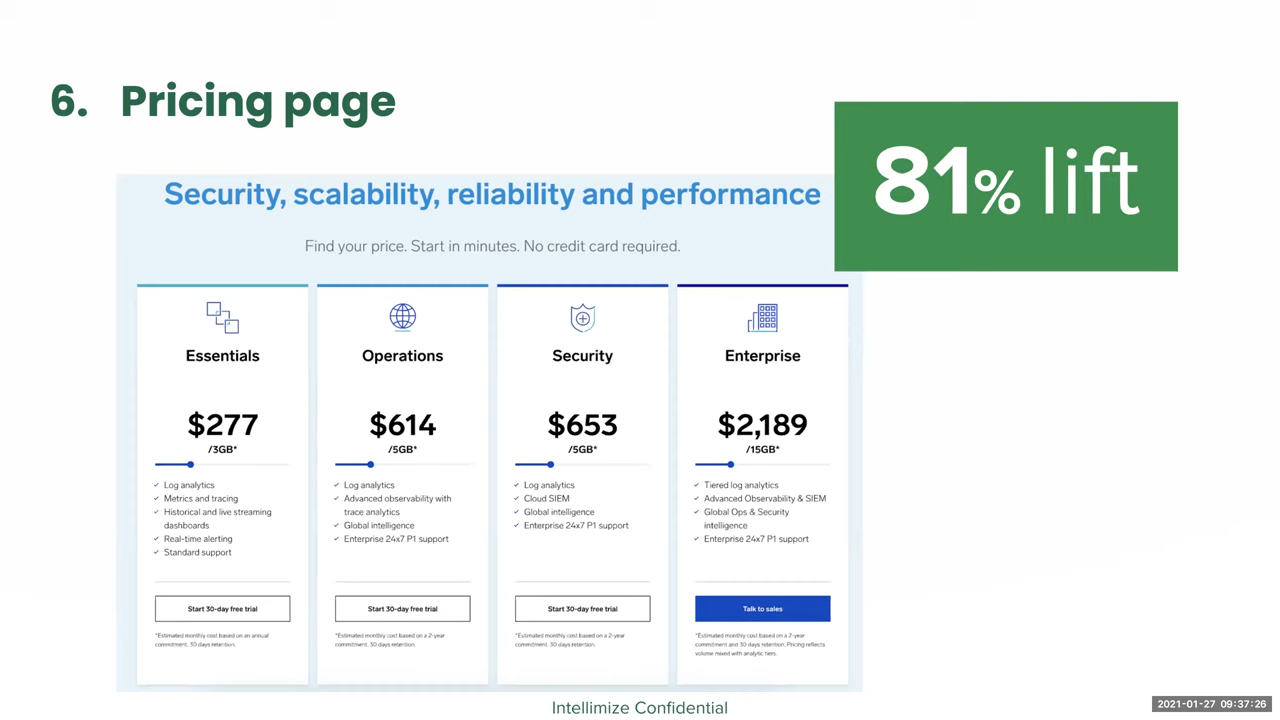 6. Pricing page
81% lift
Security, scalability, reliability and performance
Find your price. Start in minutes. No credit card required.
Essentials
$277
/3GB*
Log analytics
Metrics and tracing
Historical and live streaming
dashboards
Real-time alerting
Standard support
Start 30-day free trial
*Estimated monthly cost based on an annual
commitment, 30 days retention.
Operations
$614
/5GB*
Log analytics
Advanced observability with
trace analytics
Global intelligence
Enterprise 24x7 P1 support
Start 30-day free trial
*Estimated monthly cost based on a 2-year
commitment, 30 days retention.
Security
$653
/5GB*
Log analytics
Cloud SIEM
Global intelligence
Enterprise 24x7 P1 support
Start 30-day free trial
*Estimated monthly cost based on a 2-year
commitment, 30 days retention.
Enterprise
$2,189
/15GB*
Tiered log analytics
Advanced Observability & SIEM
Global Ops & Security
intelligence
Enterprise 24x7 P1 support
Talk to sales
*Estimated monthly cost based on a 2-year
commitment and 30 days retention. Pricing reflects
volume mixed with analytic tiers.
Intellimize Confidential
2021-01-27 09:37:26